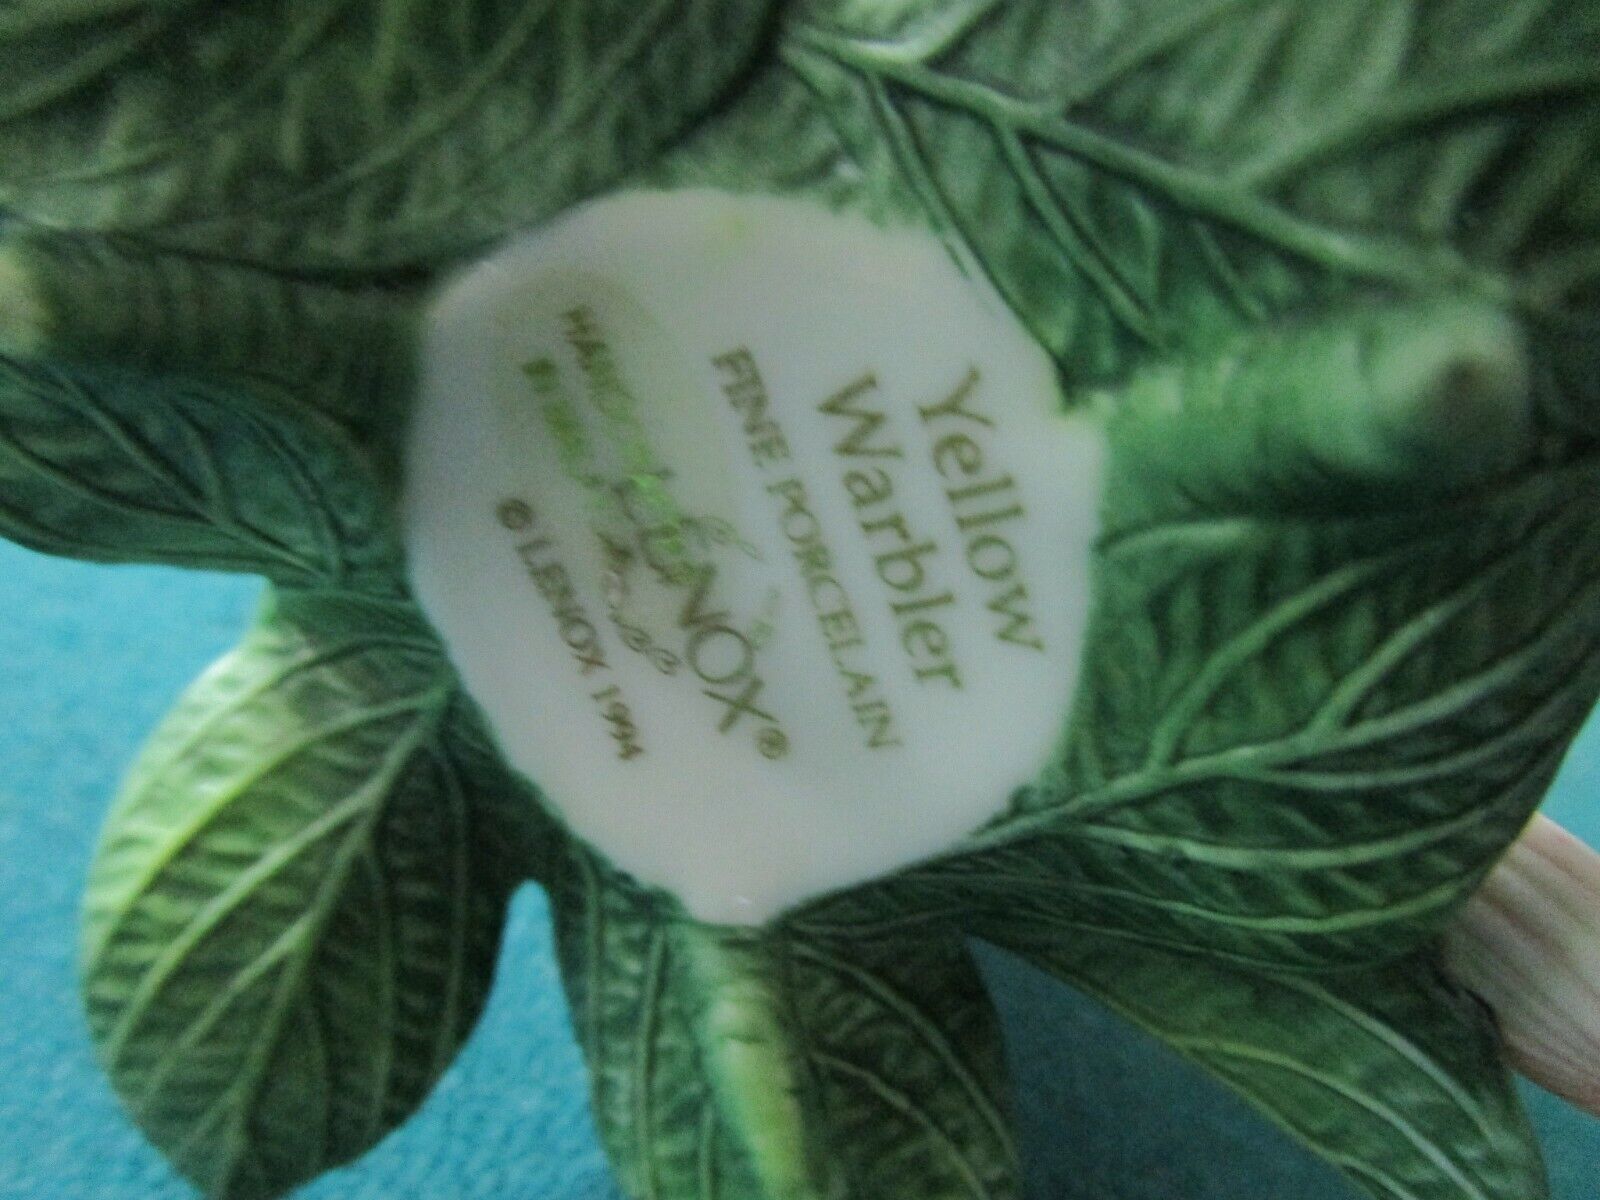 Yellow
Warbler
FINE PORCELAIN
LENOX®
© LENOX 1994